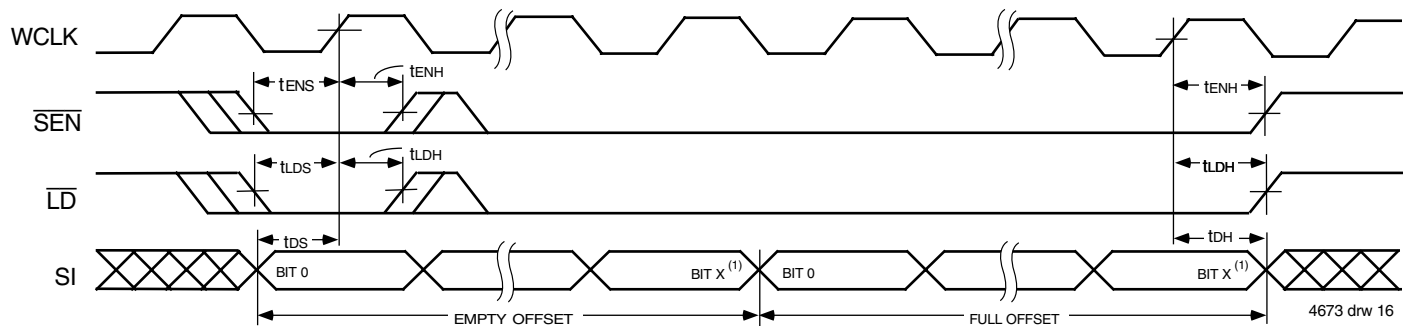 WCLK
tENS
tENH
tENH
SEN
tLDS
tLDH
tLDH
LD
tDS
tDH
SI
BIT 0
BIT X (1)
BIT 0
BIT X (1)
EMPTY OFFSET
FULL OFFSET
4673 drw 16